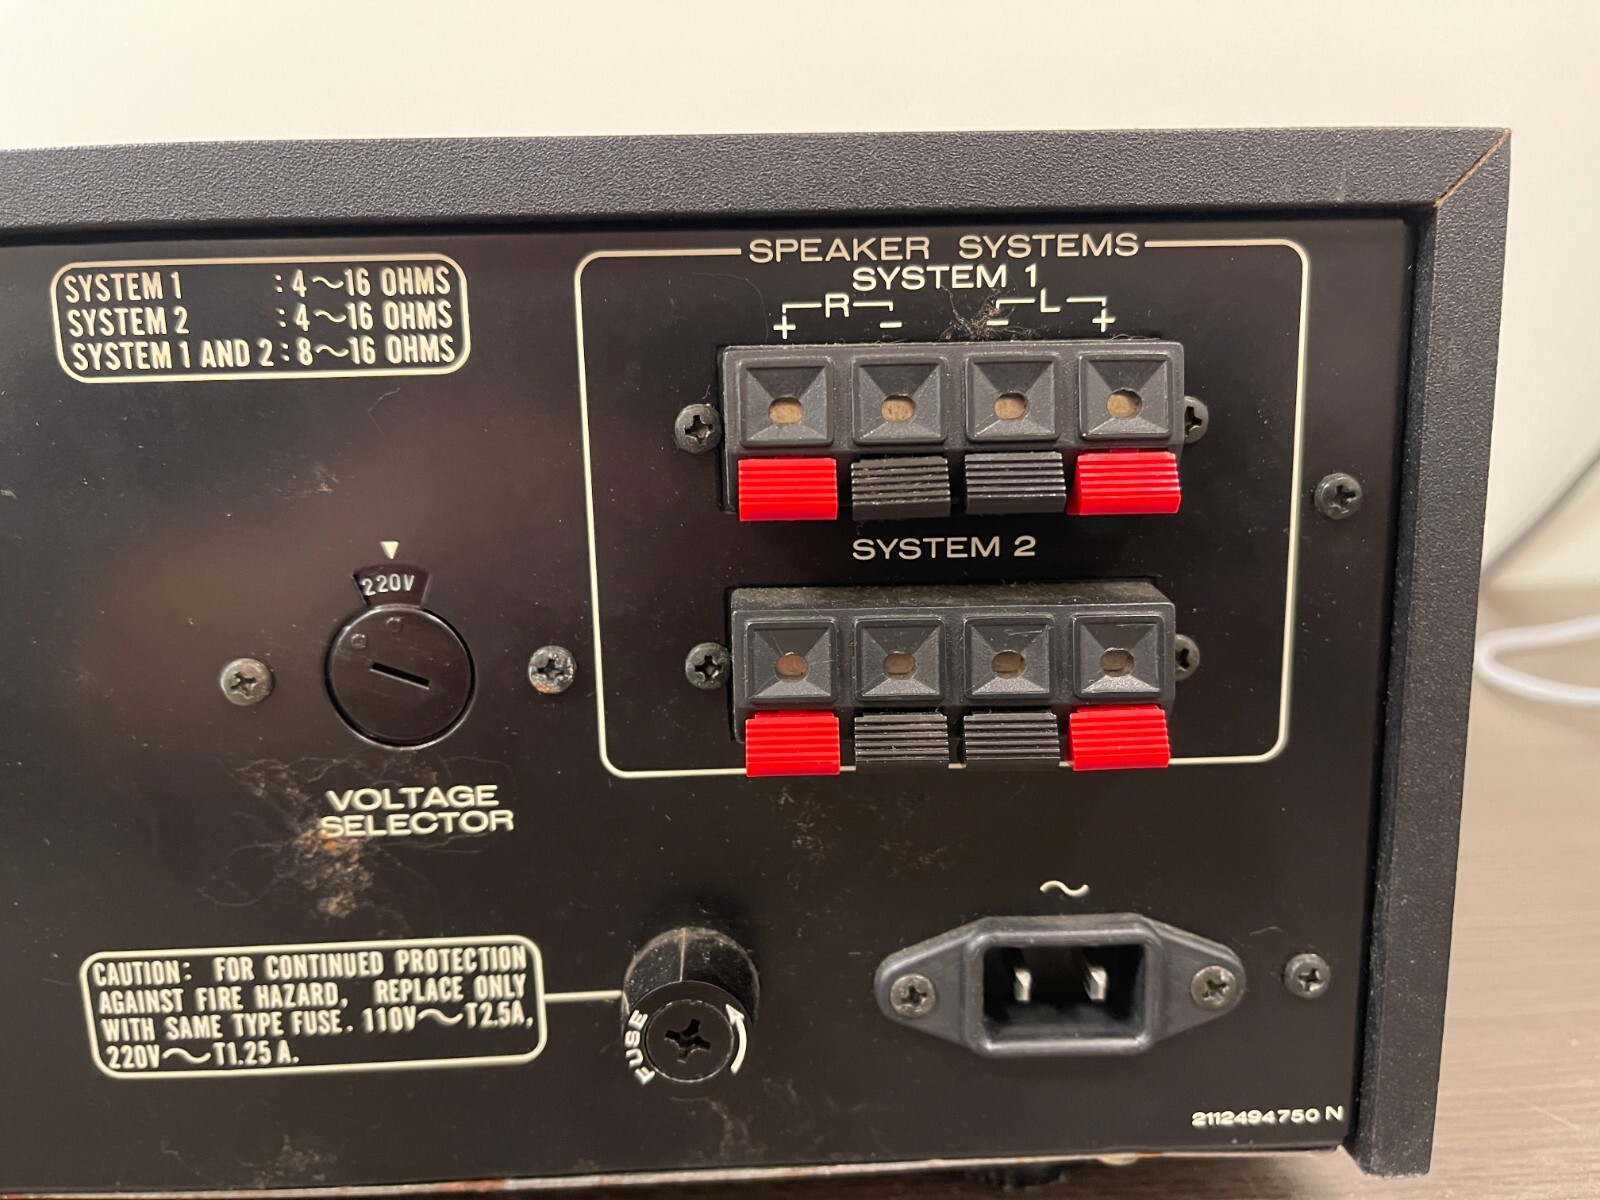 SYSTEM 1 : 4～16 OHMS
SYSTEM 2 : 4～16 OHMS
SYSTEM 1 AND 2 : 8～16 OHMS
SPEAKER SYSTEMS
SYSTEM 1
R L
+ - - +
SYSTEM 2
220V
VOLTAGE
SELECTOR
CAUTION: FOR CONTINUED PROTECTION
AGAINST FIRE HAZARD, REPLACE ONLY
WITH SAME TYPE FUSE. 110V～T2.5A,
220V～T1.25A.
FUSE
～
2112494750 N